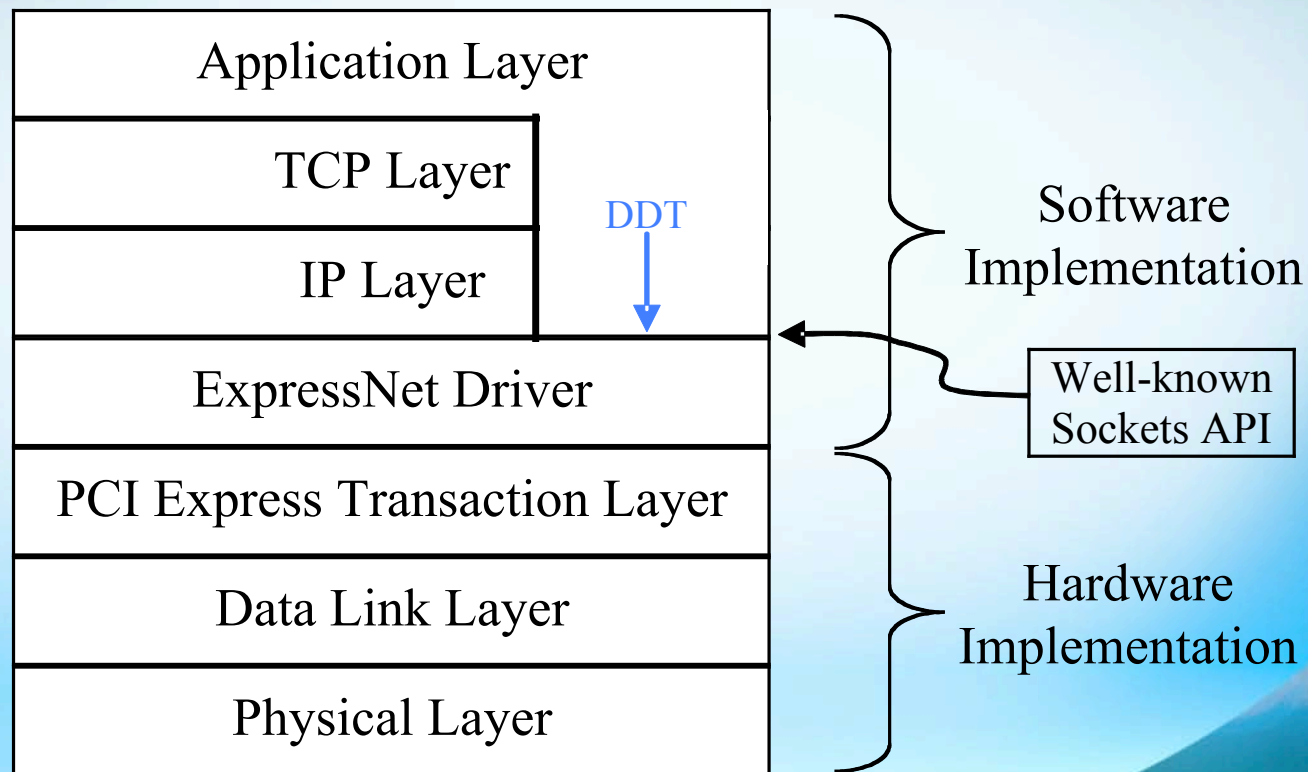 Application Layer
TCP Layer
DDT
IP Layer
ExpressNet Driver
PCI Express Transaction Layer
Data Link Layer
Physical Layer
Software
Implementation
Well-known
Sockets API
Hardware
Implementation